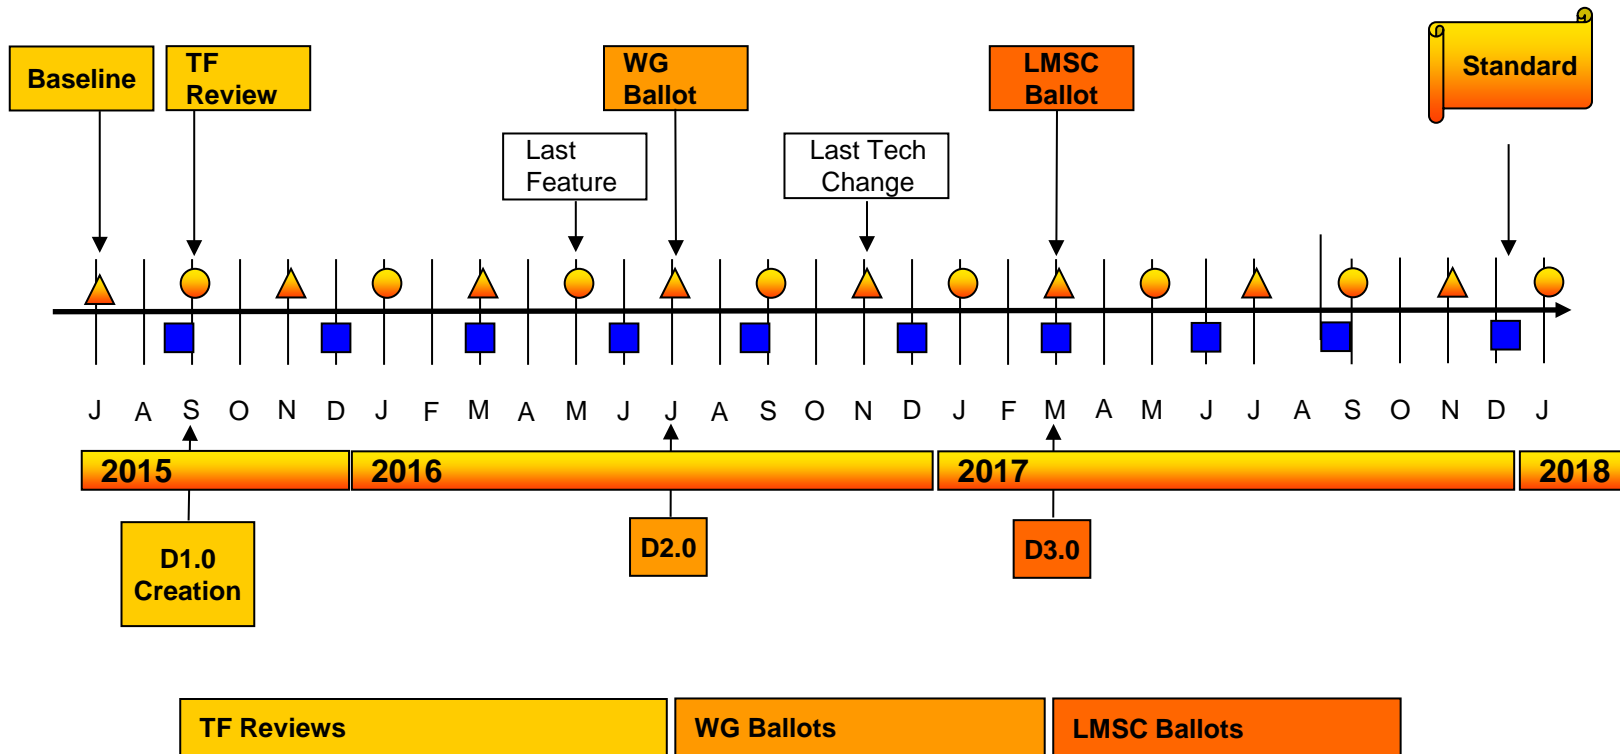 Baseline
TF
Review
WG
Ballot
LMSC
Ballot
Standard
Last
Feature
Last Tech
Change
J A S O N D J F M A M J J A S O N D J F M A M J J A S O N D J
2015 2016 2017 2018
D1.0
Creation
D2.0
D3.0
TF Reviews
WG Ballots
LMSC Ballots